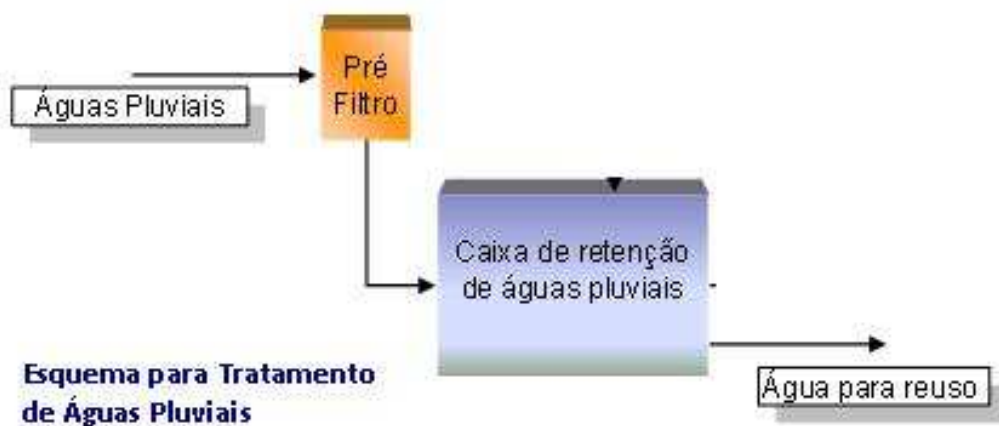 Águas Pluviais
Pré
Filtro
Caixa de retenção
de águas pluviais
Esquema para Tratamento
de Águas Pluviais
Água para reuso